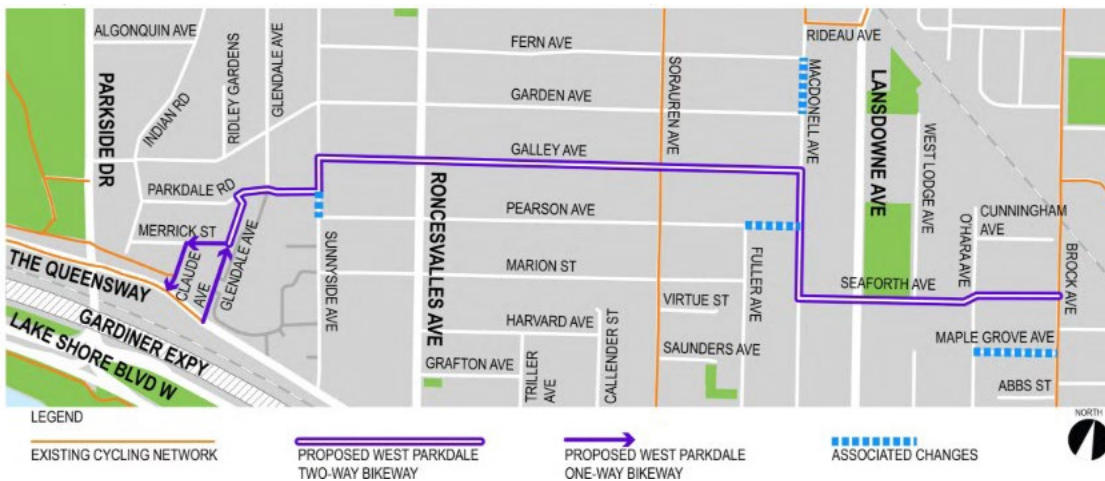 ALGONQUIN AVE
PARKSIDE DR
INDIAN RD
RIDLEY GARDENS
GLENDALE AVE
FERN AVE
GARDEN AVE
GALLEY AVE
SORAUREN AVE
MACDONELL AVE
RIDEAU AVE
LANSDOWNE AVE
WEST LODGE AVE
PARKDALE RD
MERRICK ST
CLAUDE
AVE
GLENDALE AVE
SUNNYSIDE AVE
RONCESVALLES AVE
PEARSON AVE
MARION ST
FULLER AVE
O'HARA AVE
CUNNINGHAM
AVE
BROCK AVE
SEAFORTH AVE
THE QUEENSWAY
GARDINER EXPY
LAKE SHORE BLVD W
HARVARD AVE
GRAFTON AVE
TRILLER
AVE
CALLENDER ST
VIRTUE ST
SAUNDERS AVE
MAPLE GROVE AVE
ABBS ST
LEGEND
EXISTING CYCLING NETWORK
PROPOSED WEST PARKDALE
TWO-WAY BIKEWAY
PROPOSED WEST PARKDALE
ONE-WAY BIKEWAY
ASSOCIATED CHANGES
NORTH